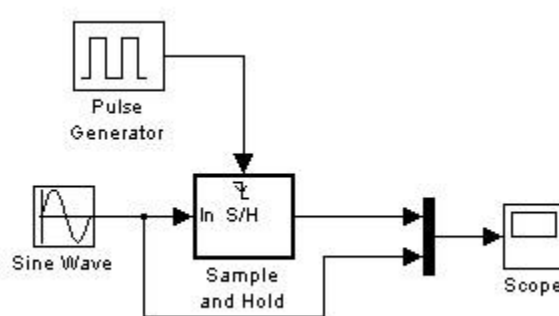 Pulse
Generator
In S/H
Sine Wave
Sample
and Hold
Scope